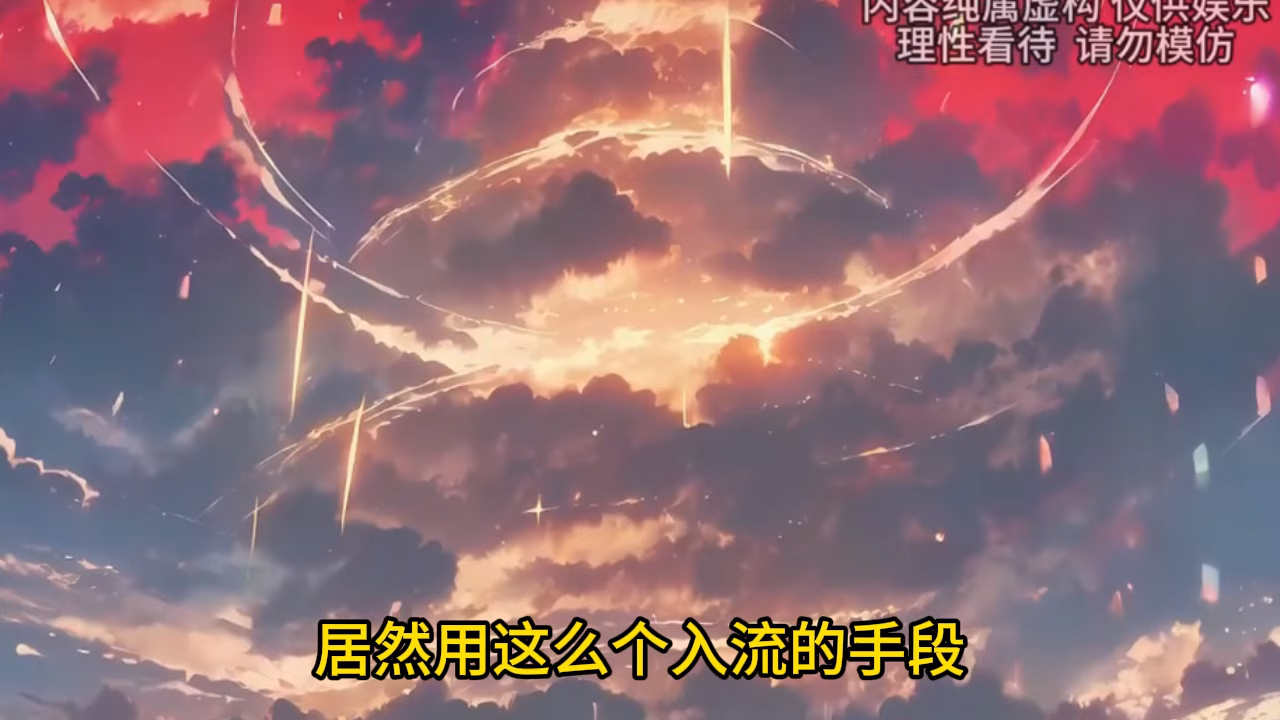 内容纯属虚构 仅供娱乐
理性看待 请勿模仿
居然用这么个入流的手段